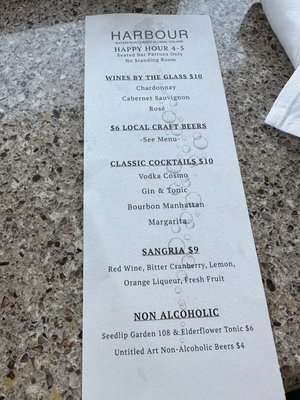 HARBOUR
HAPPY HOUR 4-5
Seated Bar Patrons Only
No Standing Room
WINES BY THE GLASS $10
Chardonnay
Cabernet Sauvignon
Rosé
$6 LOCAL CRAFT BEERS
-See Menu-
CLASSIC COCKTAILS $10
Vodka Cosmo
Gin & Tonic
Bourbon Manhattan
Margarita
SANGRIA $9
Red Wine, Bitter Cranberry, Lemon,
Orange Liqueur, Fresh Fruit
NON ALCOHOLIC
Seedlip Garden 108 & Elderflower Tonic $6
Untitled Art Non-Alcoholic Beers $4